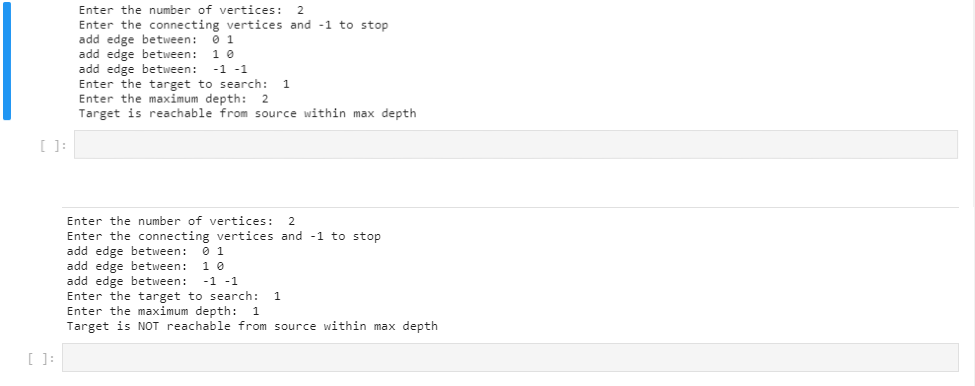 Enter the number of vertices:  2
Enter the connecting vertices and -1 to stop
add edge between:  0 1
add edge between:  1 0
add edge between:  -1 -1
Enter the target to search:  1
Enter the maximum depth:  2
Target is reachable from source within max depth
[ ]:
Enter the number of vertices:  2
Enter the connecting vertices and -1 to stop
add edge between:  0 1
add edge between:  1 0
add edge between:  -1 -1
Enter the target to search:  1
Enter the maximum depth:  1
Target is NOT reachable from source within max depth
[ ]: